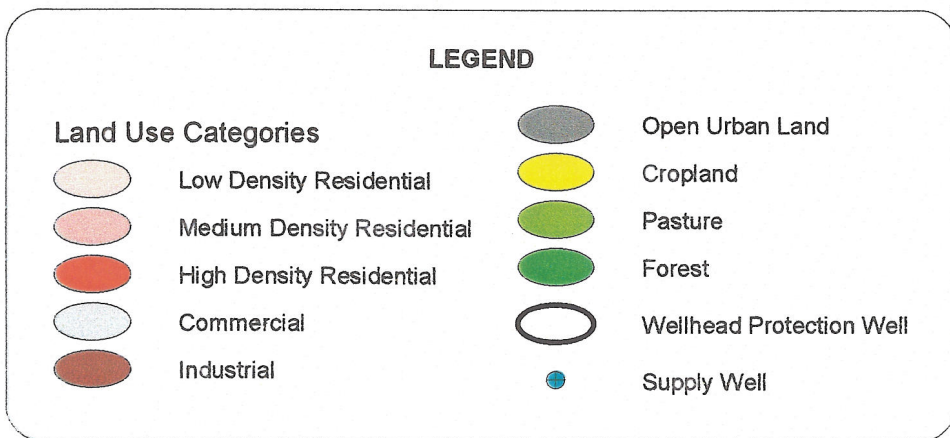 LEGEND
Land Use Categories
Low Density Residential
Medium Density Residential
High Density Residential
Commercial
Industrial
Open Urban Land
Cropland
Pasture
Forest
Wellhead Protection Well
Supply Well